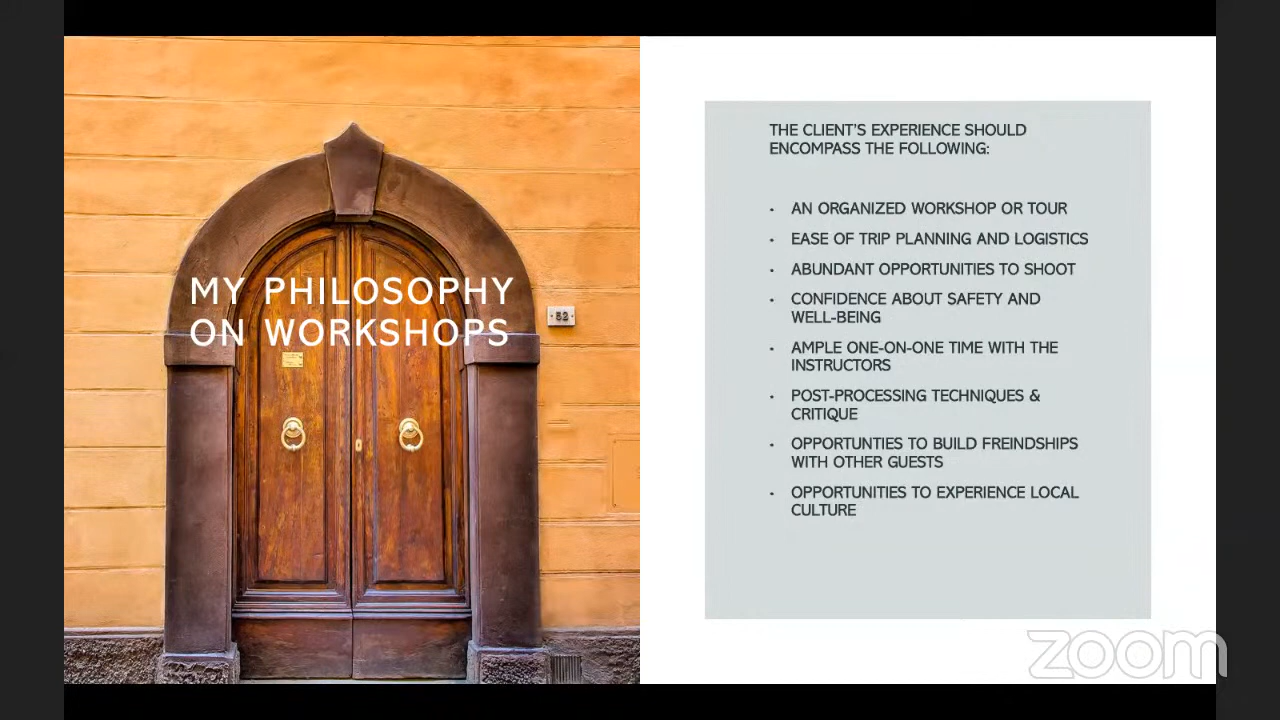 MY PHILOSOPHY
ON WORKSHOPS
52
THE CLIENT'S EXPERIENCE SHOULD
ENCOMPASS THE FOLLOWING:
• AN ORGANIZED WORKSHOP OR TOUR
• EASE OF TRIP PLANNING AND LOGISTICS
• ABUNDANT OPPORTUNITIES TO SHOOT
• CONFIDENCE ABOUT SAFETY AND
WELL-BEING
• AMPLE ONE-ON-ONE TIME WITH THE
INSTRUCTORS
• POST-PROCESSING TECHNIQUES &
CRITIQUE
• OPPORTUNTIES TO BUILD FREINDSHIPS
WITH OTHER GUESTS
• OPPORTUNITIES TO EXPERIENCE LOCAL
CULTURE
zoom